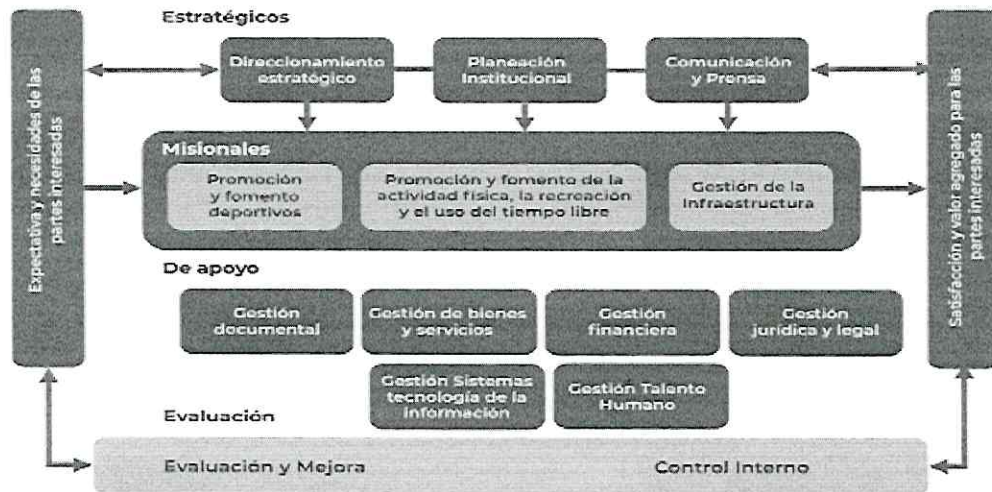 Estratégicos
Expectativa y necesidades de las
partes interesadas
Direccionamiento
estratégico
Planeación
Institucional
Comunicación
y Prensa
Satisfacción y valor agregado para las
partes interesadas
Misionales
Promoción
y fomento
deportivos
Promoción y fomento de la
actividad física, la recreación
y el uso del tiempo libre
Gestión de la
Infraestructura
De apoyo
Gestión
documental
Gestión de bienes
y servicios
Gestión
financiera
Gestión
jurídica y legal
Gestión Sistemas
tecnología de la
información
Gestión Talento
Humano
Evaluación
Evaluación y Mejora
Control Interno